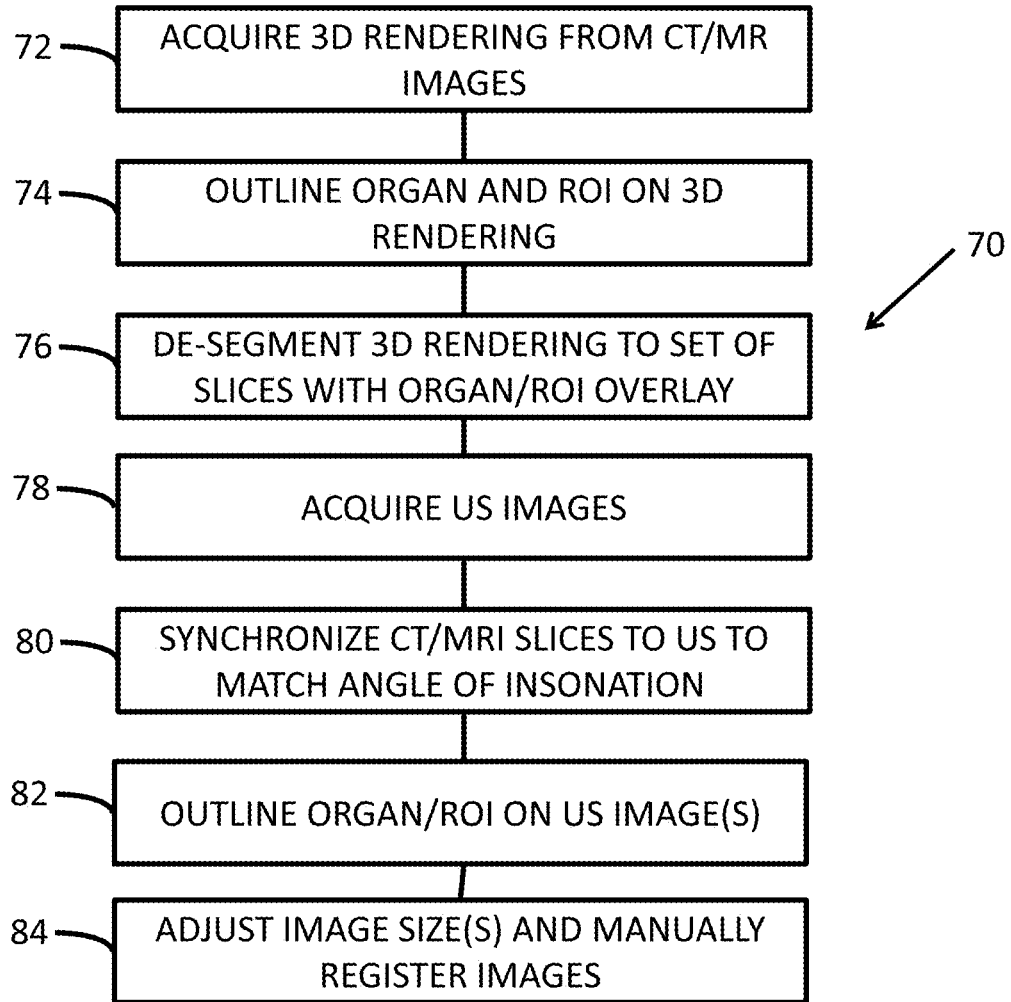 72
ACQUIRE 3D RENDERING FROM CT/MR
IMAGES
74
OUTLINE ORGAN AND ROI ON 3D
RENDERING
70
76
DE-SEGMENT 3D RENDERING TO SET OF
SLICES WITH ORGAN/ROI OVERLAY
78
ACQUIRE US IMAGES
80
SYNCHRONIZE CT/MRI SLICES TO US TO
MATCH ANGLE OF INSONATION
82
OUTLINE ORGAN/ROI ON US IMAGE(S)
84
ADJUST IMAGE SIZE(S) AND MANUALLY
REGISTER IMAGES